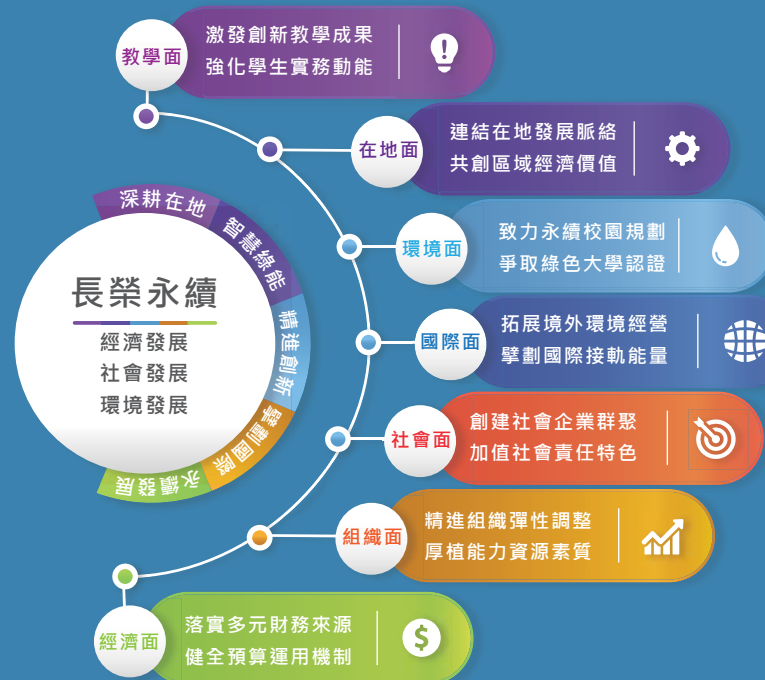 教學面
激發創新教學成果
強化學生實務動能
在地面
連結在地發展脈絡
共創區域經濟價值
環境面
致力永續校園規劃
爭取綠色大學認證
國際面
拓展境外環境經營
擘劃國際接軌能量
社會面
創建社會企業群聚
加值社會責任特色
組織面
精進組織彈性調整
厚植能力資源素質
經濟面
落實多元財務來源
健全預算運用機制
深耕在地
智慧綠能
精進創新
擘劃國際
永續發展
長榮永續
經濟發展
社會發展
環境發展